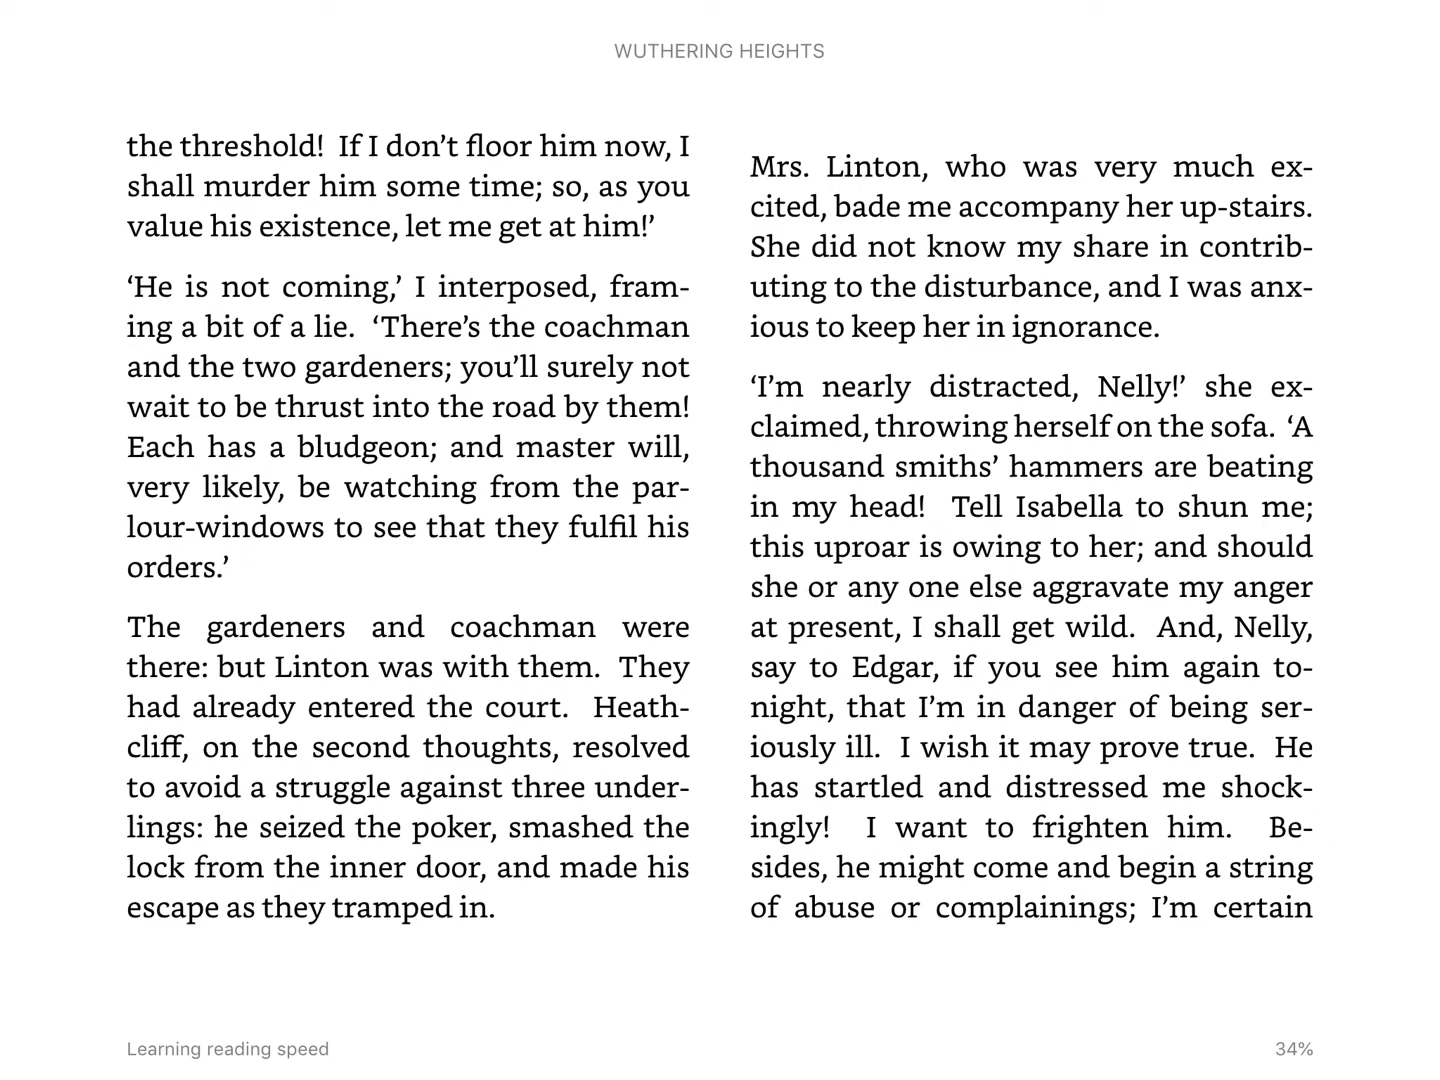 WUTHERING HEIGHTS
the threshold!  If I don’t floor him now, I
shall murder him some time; so, as you
value his existence, let me get at him!’
‘He is not coming,’ I interposed, fram-
ing a bit of a lie.  ‘There’s the coachman
and the two gardeners; you’ll surely not
wait to be thrust into the road by them!
Each has a bludgeon; and master will,
very likely, be watching from the par-
lour-windows to see that they fulfil his
orders.’
The gardeners and coachman were
there: but Linton was with them.  They
had already entered the court.  Heath-
cliff, on the second thoughts, resolved
to avoid a struggle against three under-
lings: he seized the poker, smashed the
lock from the inner door, and made his
escape as they tramped in.
Mrs. Linton, who was very much ex-
cited, bade me accompany her up-stairs.
She did not know my share in contrib-
uting to the disturbance, and I was anx-
ious to keep her in ignorance.
‘I’m nearly distracted, Nelly!’ she ex-
claimed, throwing herself on the sofa.  ‘A
thousand smiths’ hammers are beating
in my head!  Tell Isabella to shun me;
this uproar is owing to her; and should
she or any one else aggravate my anger
at present, I shall get wild.  And, Nelly,
say to Edgar, if you see him again to-
night, that I’m in danger of being ser-
iously ill.  I wish it may prove true.  He
has startled and distressed me shock-
ingly!  I want to frighten him.  Be-
sides, he might come and begin a string
of abuse or complainings; I’m certain
Learning reading speed
34%